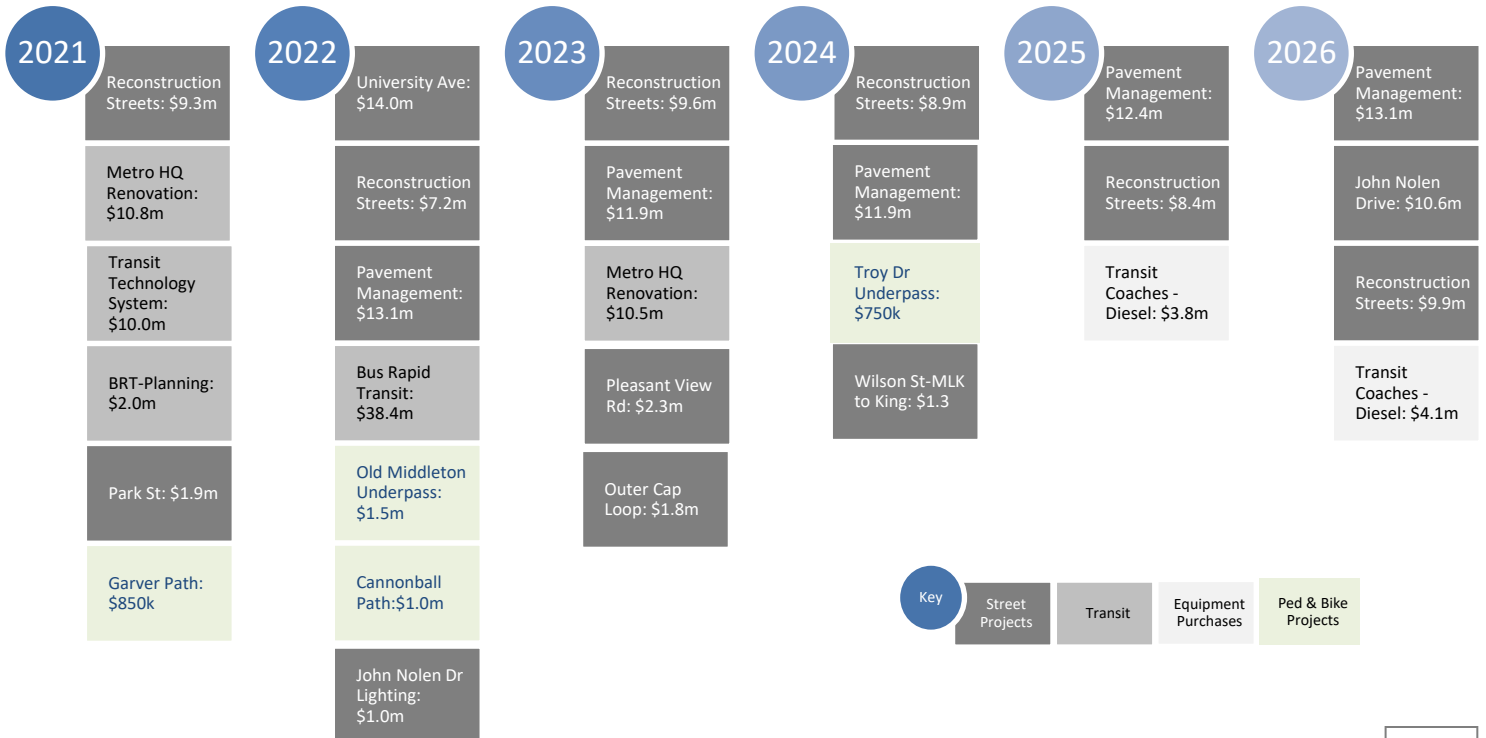 2021
Reconstruction
Streets: $9.3m
Metro HQ
Renovation:
$10.8m
Transit
Technology
System:
$10.0m
BRT-Planning:
$2.0m
Park St: $1.9m
Garver Path:
$850k
2022
University Ave:
$14.0m
Reconstruction
Streets: $7.2m
Pavement
Management:
$13.1m
Bus Rapid
Transit:
$38.4m
Old Middleton
Underpass:
$1.5m
Cannonball
Path:$1.0m
John Nolen Dr
Lighting:
$1.0m
2023
Reconstruction
Streets: $9.6m
Pavement
Management:
$11.9m
Metro HQ
Renovation:
$10.5m
Pleasant View
Rd: $2.3m
Outer Cap
Loop: $1.8m
2024
Reconstruction
Streets: $8.9m
Pavement
Management:
$11.9m
Troy Dr
Underpass:
$750k
Wilson St-MLK
to King: $1.3
2025
Pavement
Management:
$12.4m
Reconstruction
Streets: $8.4m
Transit
Coaches -
Diesel: $3.8m
2026
Pavement
Management:
$13.1m
John Nolen
Drive: $10.6m
Reconstruction
Streets: $9.9m
Transit
Coaches -
Diesel: $4.1m
Key
Street
Projects
Transit
Equipment
Purchases
Ped & Bike
Projects